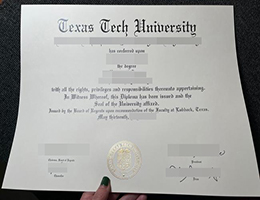 Texas Tech University
has conferred upon
the degree
with all the rights, privileges and responsibilities thereunto appertaining.
In Witness Whereof, this Diploma has been issued and the
Seal of the University affixed.
Issued by the Board of Regents upon recommendation of the Faculty at Lubbock, Texas.
May thirteenth,